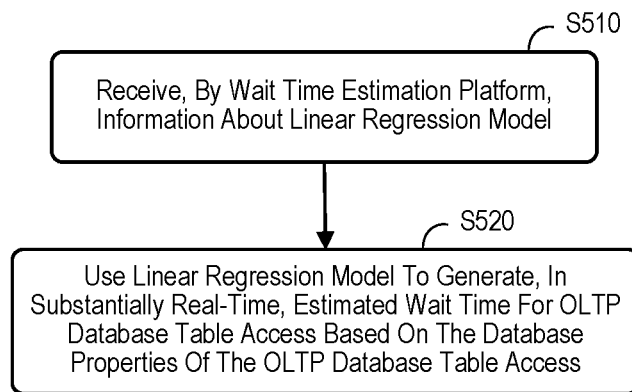 S510
Receive, By Wait Time Estimation Platform,
Information About Linear Regression Model
S520
Use Linear Regression Model To Generate, In
Substantially Real-Time, Estimated Wait Time For OLTP
Database Table Access Based On The Database
Properties Of The OLTP Database Table Access